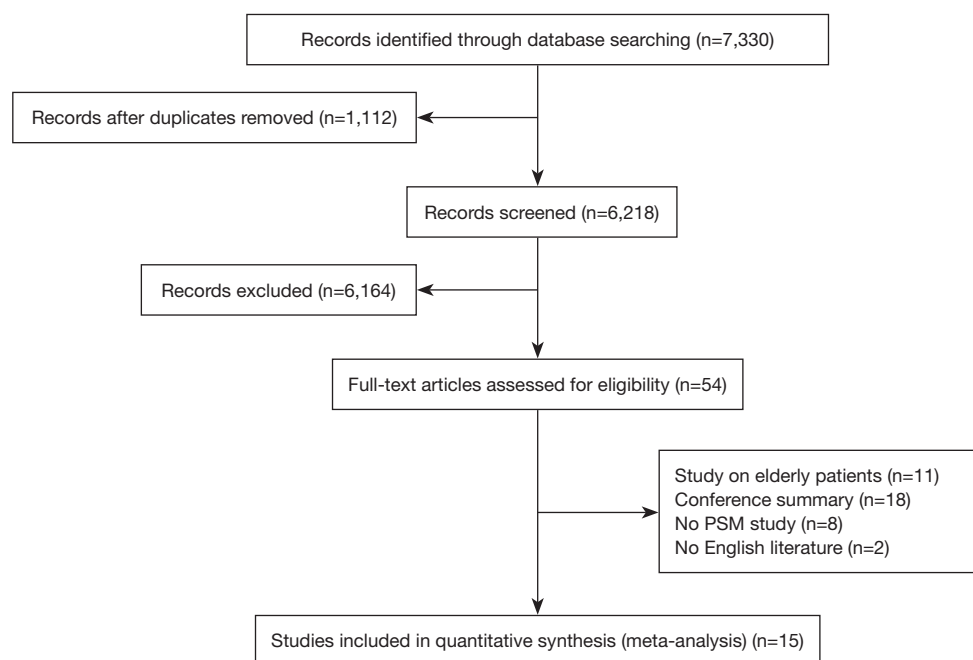 Records identified through database searching (n=7,330)
Records after duplicates removed (n=1,112)
Records screened (n=6,218)
Records excluded (n=6,164)
Full-text articles assessed for eligibility (n=54)
Study on elderly patients (n=11)
Conference summary (n=18)
No PSM study (n=8)
No English literature (n=2)
Studies included in quantitative synthesis (meta-analysis) (n=15)